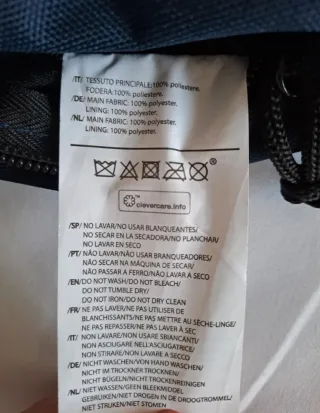 /IT/ TESSUTO PRINCIPALE:100% poliestere.
FODERA:100% poliestere.
/DE/ MAIN FABRIC: 100% polyester.
LINING: 100% polyester.
/NL/ MAIN FABRIC: 100% polyester.
LINING: 100% polyester.
clevercare.info
/SP/ NO LAVAR/NO USAR BLANQUEANTES/
NO SECAR EN LA SECADORA/NO PLANCHAR/
NO LAVAR EN SECO
/PT/ NÃO LAVAR/NÃO USAR BRANQUEADORES/
NÃO SECAR NA MÁQUINA DE SECAR/
NÃO PASSAR A FERRO/NÃO LAVAR À SECO
/EN/ DO NOT WASH/DO NOT BLEACH/
DO NOT TUMBLE DRY/
DO NOT IRON/DO NOT DRY CLEAN
/FR/ NE PAS LAVER/NE PAS UTILISER DE
BLANCHISSANTS/NE PAS METTRE AU SÈCHE-LINGE/
NE PAS REPASSER/NE PAS LAVER À SEC
/IT/ NON LAVARE/NON USARE SBIANCANTI/
NON ASCIUGARE NELL'ASCIUGATRICE/
NON STIRARE/NON LAVARE A SECCO
/DE/ NICHT WASCHEN/VON HAND WASCHEN/
NICHT IM TROCKNER TROCKNEN/
NICHT BÜGELN/NICHT TROCKENREINIGEN
/NL/ NIET WASSEN/GEEN BLEEKMIDDEL
GEBRUIKEN/NIET DROGEN IN DE DROOGTROMMEL/
NIET STRIJKEN/NIET STOMEN